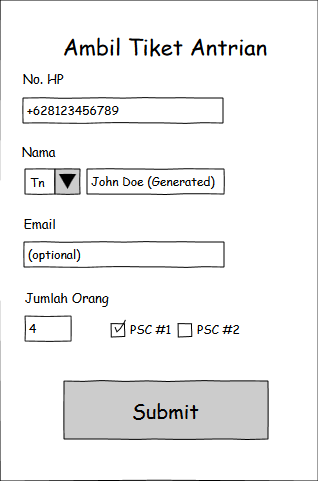 Ambil Tiket Antrian
No. HP
+628123456789
Nama
Tn John Doe (Generated)
Email
(optional)
Jumlah Orang
4 PSC #1 PSC #2
Submit